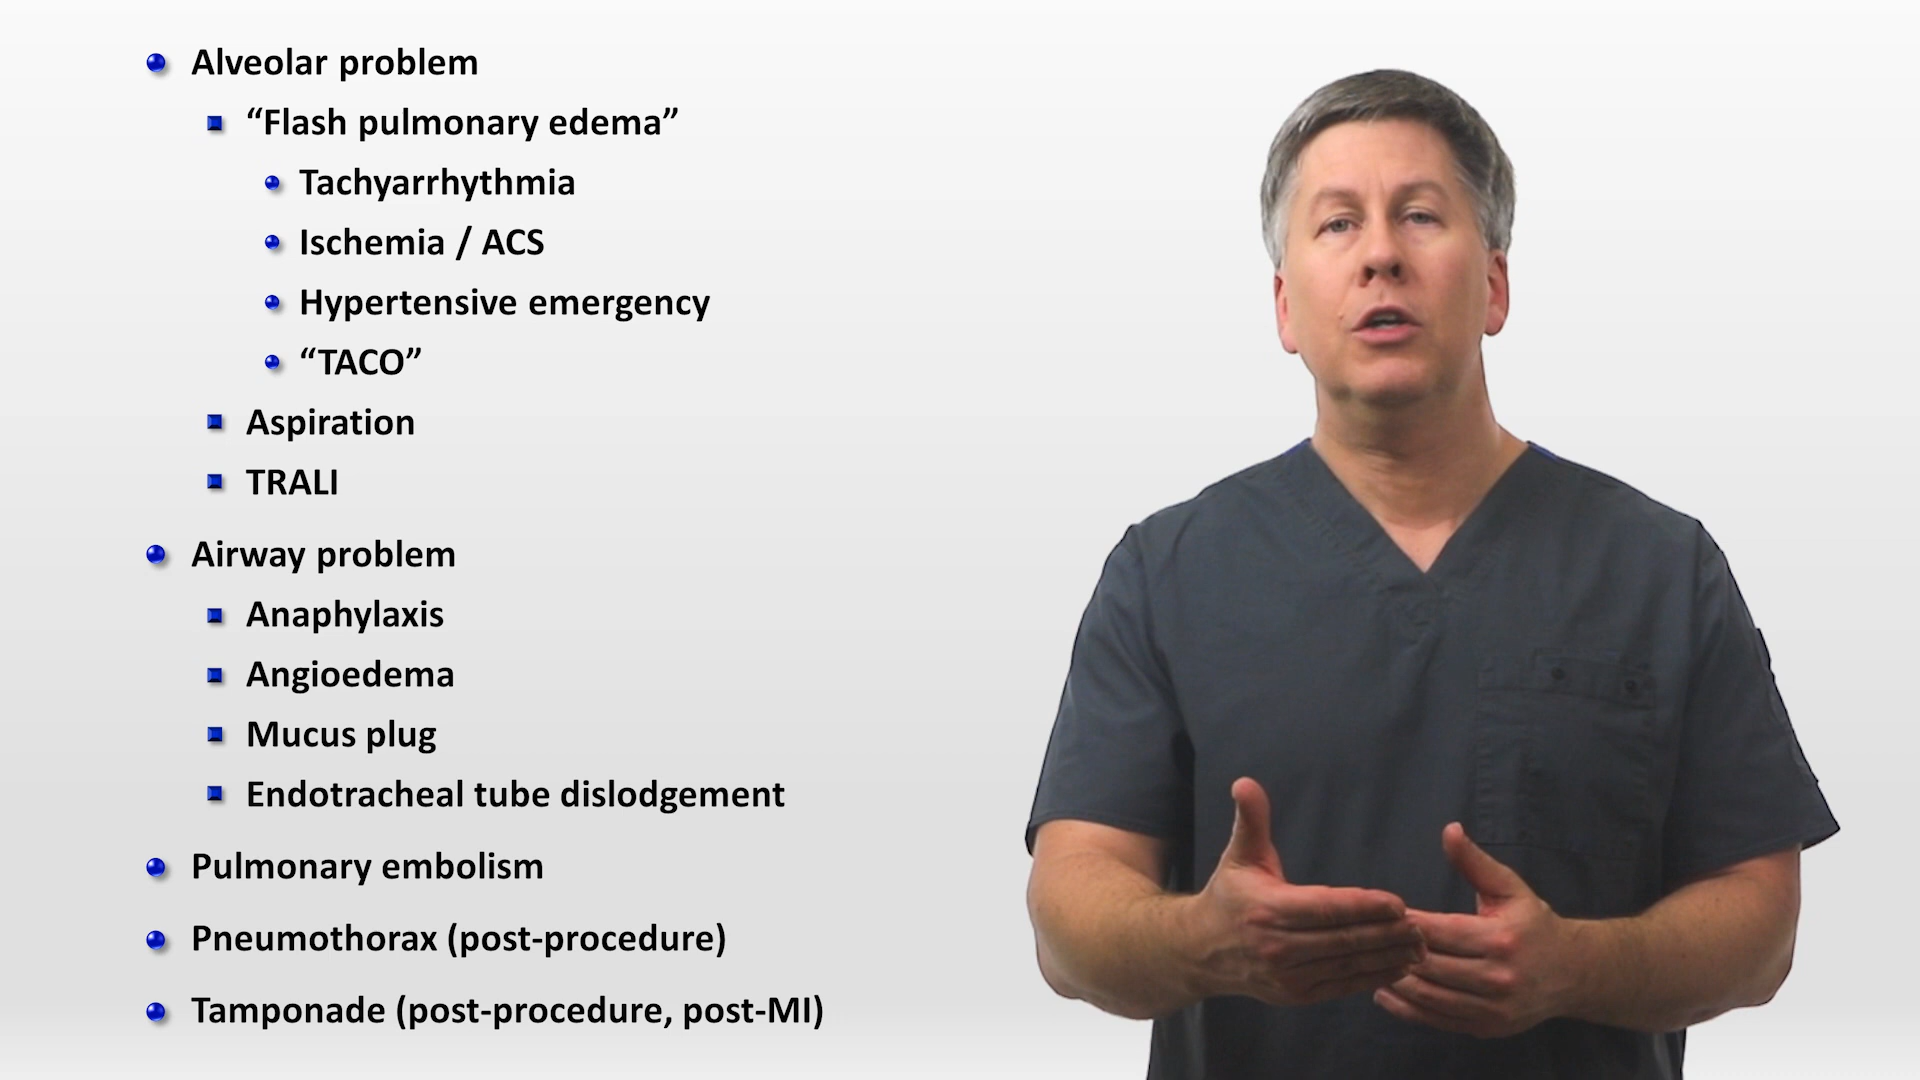 Alveolar problem
“Flash pulmonary edema”
Tachyarrhythmia
Ischemia / ACS
Hypertensive emergency
“TACO”
Aspiration
TRALI
Airway problem
Anaphylaxis
Angioedema
Mucus plug
Endotracheal tube dislodgement
Pulmonary embolism
Pneumothorax (post-procedure)
Tamponade (post-procedure, post-MI)